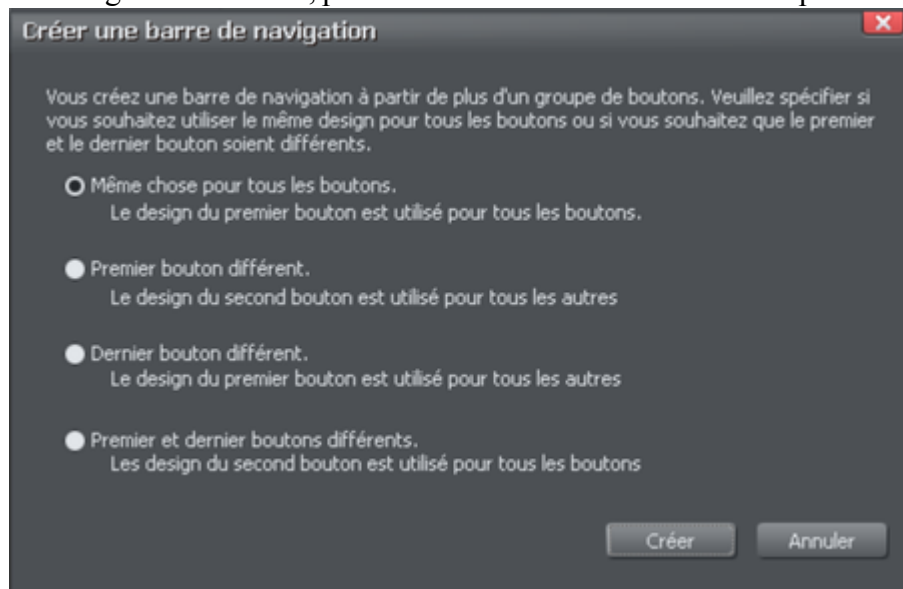 Créer une barre de navigation
Vous créez une barre de navigation à partir de plus d'un groupe de boutons. Veuillez spécifier si
vous souhaitez utiliser le même design pour tous les boutons ou si vous souhaitez que le premier
et le dernier bouton soient différents.
Même chose pour tous les boutons.
Le design du premier bouton est utilisé pour tous les boutons.
Premier bouton différent.
Le design du second bouton est utilisé pour tous les autres
Dernier bouton différent.
Le design du premier bouton est utilisé pour tous les autres
Premier et dernier boutons différents.
Les design du second bouton est utilisé pour tous les boutons
Créer Annuler